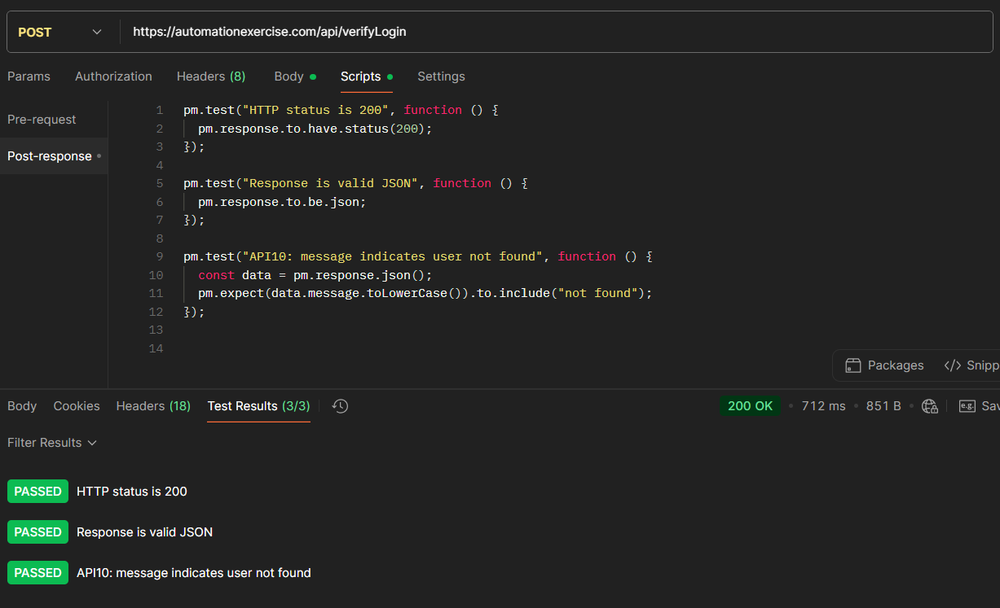 POST https://automationexercise.com/api/verifyLogin
Params Authorization Headers (8) Body Scripts Settings
Pre-request
Post-response
1 pm.test("HTTP status is 200", function () {
2 pm.response.to.have.status(200);
3 });
4
5 pm.test("Response is valid JSON", function () {
6 pm.response.to.be.json;
7 });
8
9 pm.test("API10: message indicates user not found", function () {
10 const data = pm.response.json();
11 pm.expect(data.message.toLowerCase()).to.include("not found");
12 });
13
14
Packages </> Snipp
Body Cookies Headers (18) Test Results (3/3) 200 OK • 712 ms • 851 B • e.g. Sav
Filter Results
PASSED HTTP status is 200
PASSED Response is valid JSON
PASSED API10: message indicates user not found